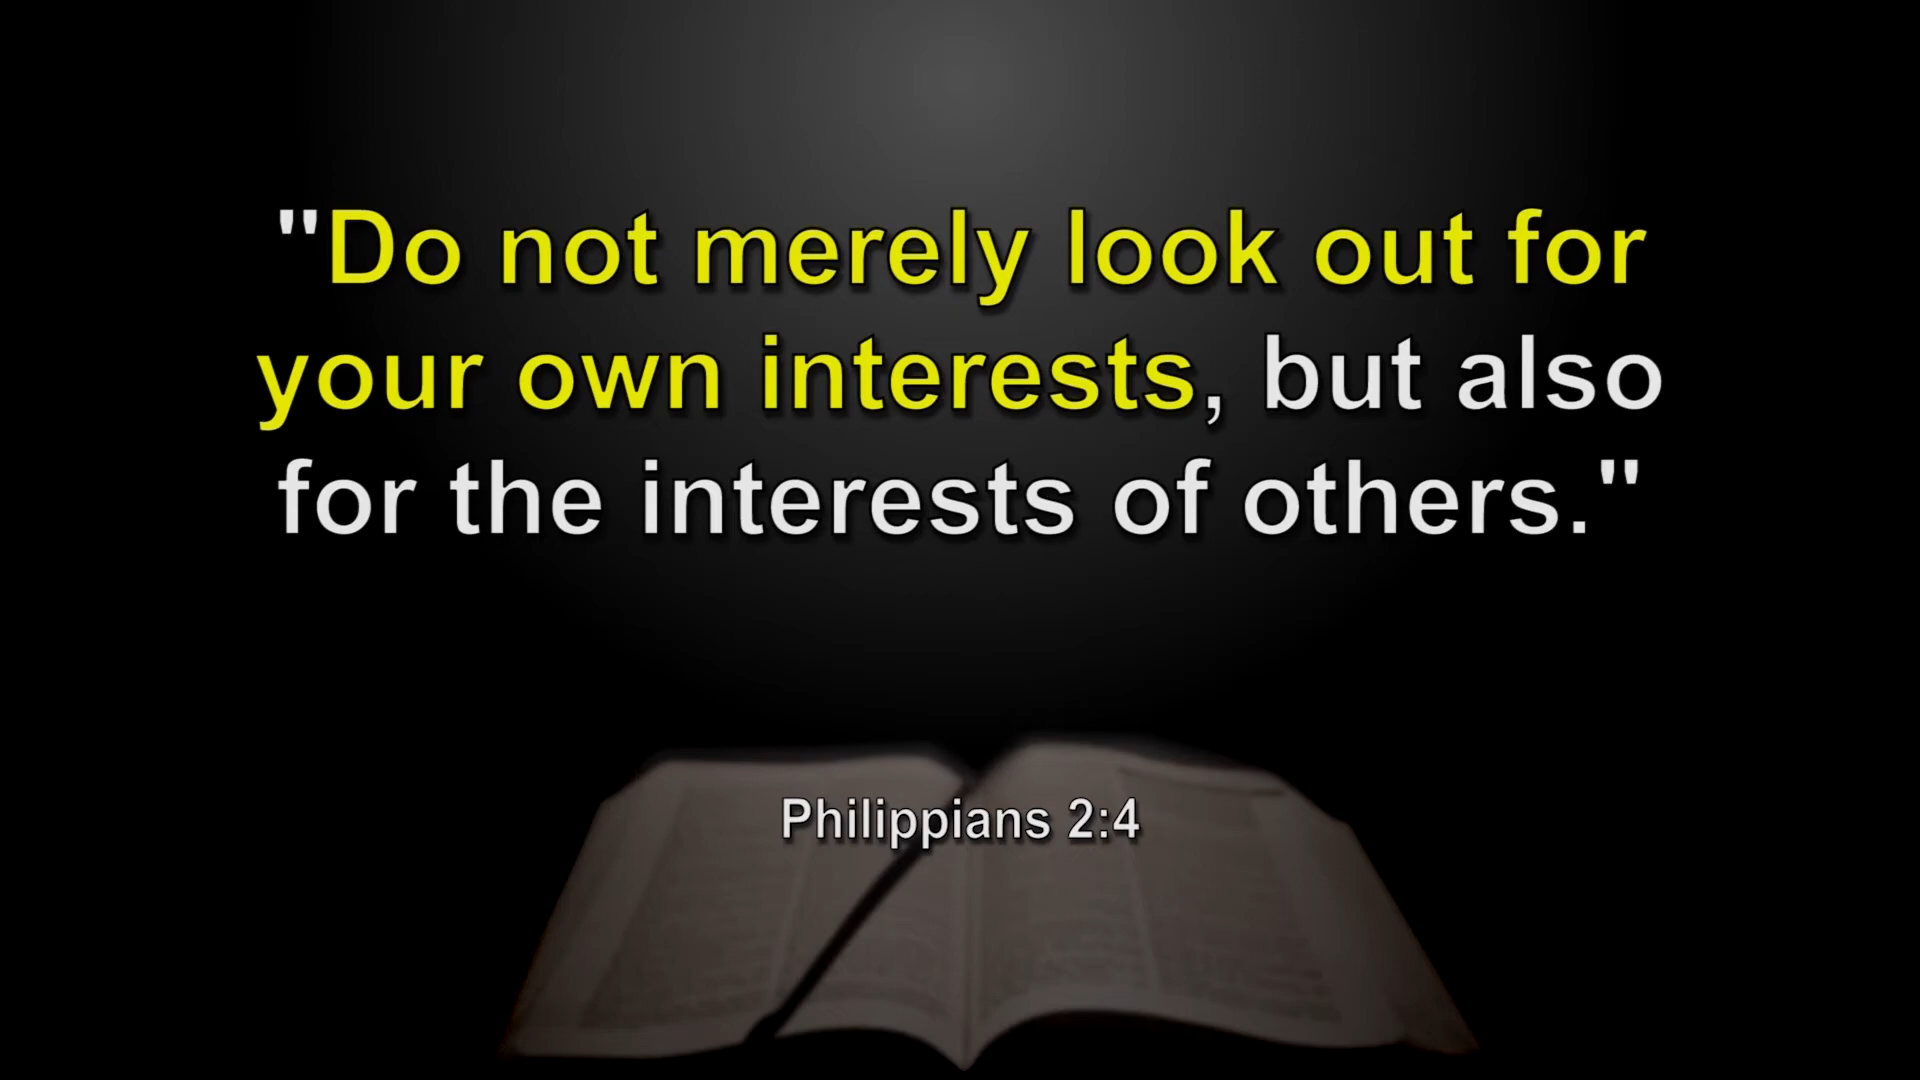 "Do not merely look out for
your own interests, but also
for the interests of others."
Philippians 2:4